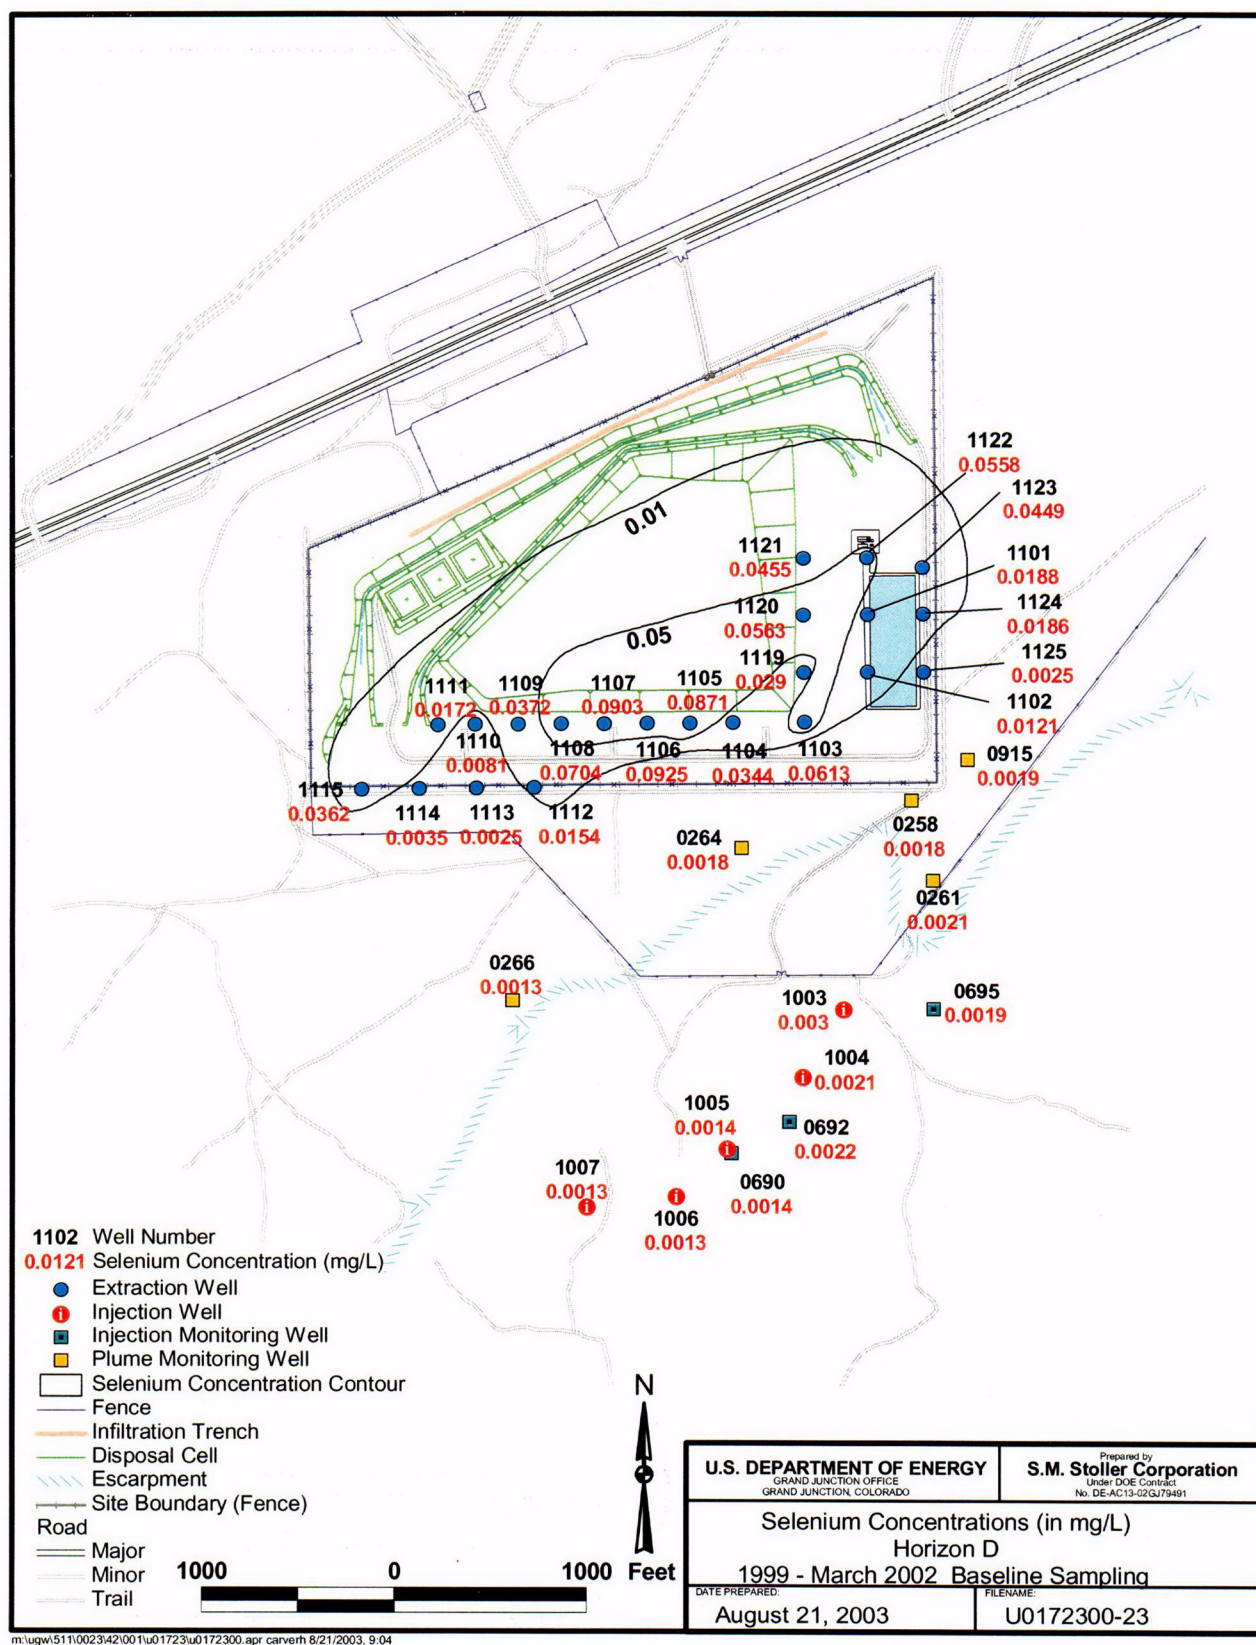 1122
0.0558
1123
0.0449
0.01
1121
0.0455
1101
0.0188
1120
0.0563
1124
0.0186
0.05
1119
0.029
1125
0.0025
1111
0.0172
1109
0.0372
1107
0.0903
1105
0.0871
1102
0.0121
1110
0.0081
1108
0.0704
1106
0.0925
1104
0.0344
1103
0.0613
0915
0.0019
1115
0.0362
1114
0.0035
1113
0.0025
1112
0.0154
0264
0.0018
0258
0.0018
0261
0.0021
0266
0.0013
1003
0.003
0695
0.0019
1004
0.0021
1005
0.0014
0692
0.0022
1007
0.0013
0690
0.0014
1006
0.0013
1102 Well Number
0.0121 Selenium Concentration (mg/L)
Extraction Well
i Injection Well
Injection Monitoring Well
Plume Monitoring Well
Selenium Concentration Contour
Fence
Infiltration Trench
Disposal Cell
Escarpment
Site Boundary (Fence)
Road
Major
Minor
Trail
1000 0 1000 Feet
N
U.S. DEPARTMENT OF ENERGY
GRAND JUNCTION OFFICE
GRAND JUNCTION, COLORADO
Prepared by
S.M. Stoller Corporation
Under DOE Contract
No. DE-AC13-02GJ79491
Selenium Concentrations (in mg/L)
Horizon D
1999 - March 2002 Baseline Sampling
DATE PREPARED:
August 21, 2003
FILENAME:
U0172300-23
m:\ugw\511\0023\42\001\u01723\u0172300.apr carverh 8/21/2003, 9:04